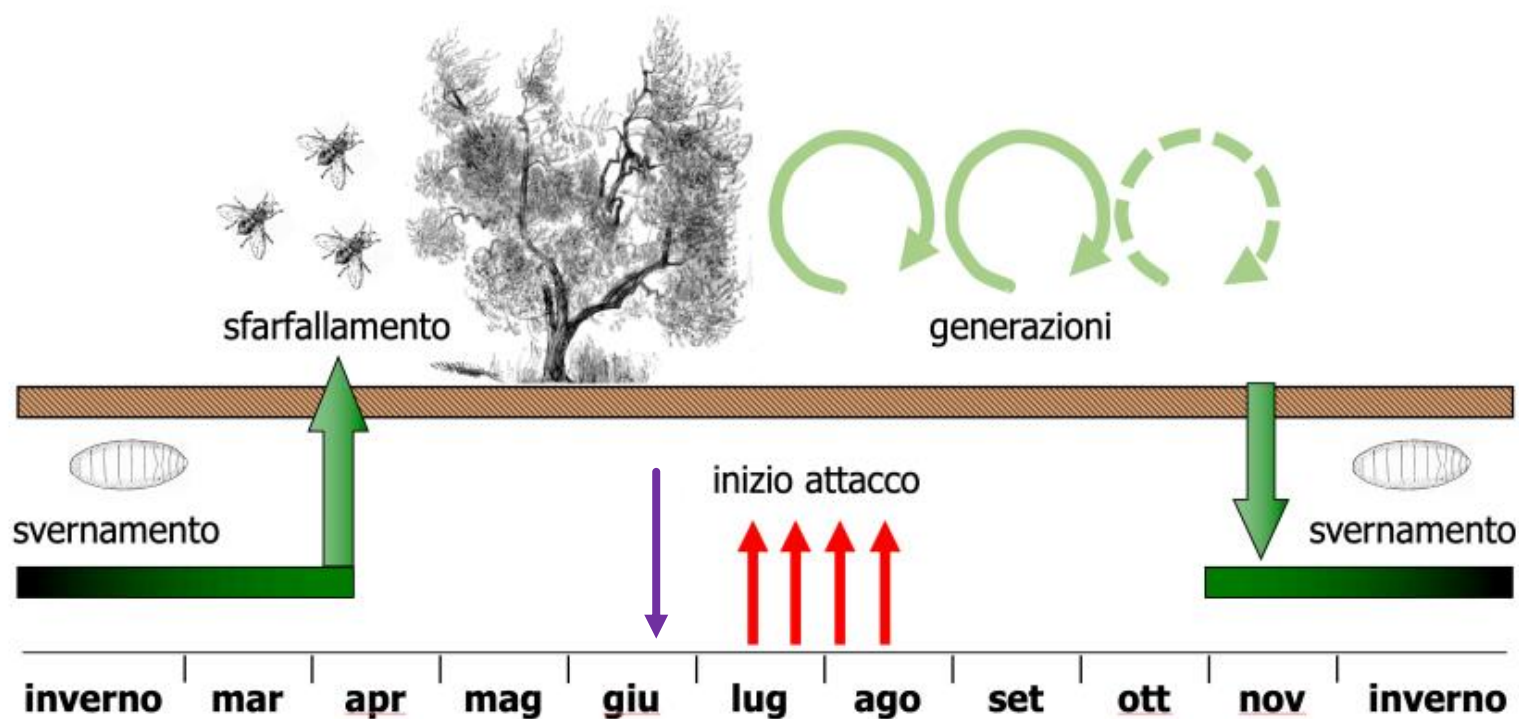 sfarfallamento
generazioni
inizio attacco
svernamento
svernamento
inverno mar apr mag giu lug ago set ott nov inverno